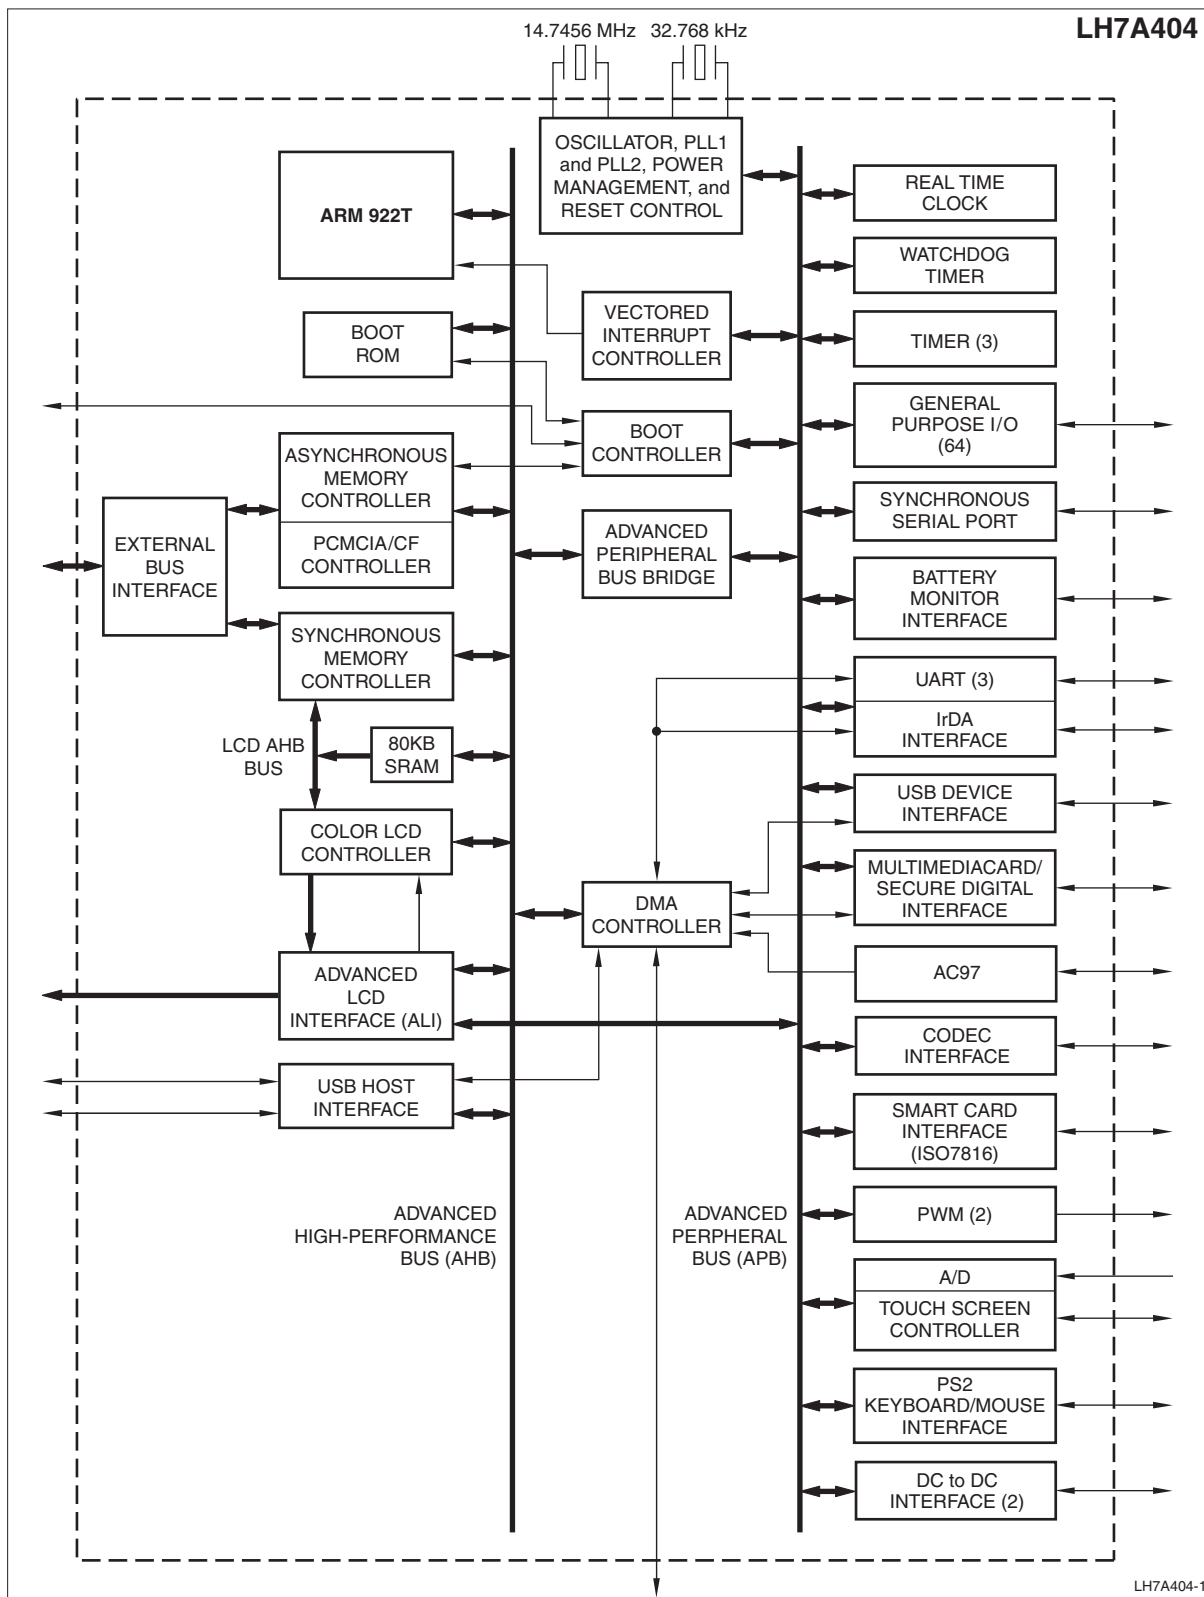 LH7A404
14.7456 MHz
32.768 kHz
OSCILLATOR, PLL1
and PLL2, POWER
MANAGEMENT, and
RESET CONTROL
ARM 922T
REAL TIME
CLOCK
WATCHDOG
TIMER
VECTORED
INTERRUPT
CONTROLLER
BOOT
ROM
TIMER (3)
GENERAL
PURPOSE I/O
(64)
BOOT
CONTROLLER
ASYNCHRONOUS
MEMORY
CONTROLLER
PCMCIA/CF
CONTROLLER
EXTERNAL
BUS
INTERFACE
ADVANCED
PERIPHERAL
BUS BRIDGE
SYNCHRONOUS
SERIAL PORT
BATTERY
MONITOR
INTERFACE
SYNCHRONOUS
MEMORY
CONTROLLER
UART (3)
IrDA
INTERFACE
LCD AHB
BUS
80KB
SRAM
USB DEVICE
INTERFACE
COLOR LCD
CONTROLLER
MULTIMEDIACARD/
SECURE DIGITAL
INTERFACE
DMA
CONTROLLER
ADVANCED
LCD
INTERFACE (ALI)
AC97
CODEC
INTERFACE
USB HOST
INTERFACE
SMART CARD
INTERFACE
(ISO7816)
ADVANCED
HIGH-PERFORMANCE
BUS (AHB)
ADVANCED
PERPHERAL
BUS (APB)
PWM (2)
A/D
TOUCH SCREEN
CONTROLLER
PS2
KEYBOARD/MOUSE
INTERFACE
DC to DC
INTERFACE (2)
LH7A404-1